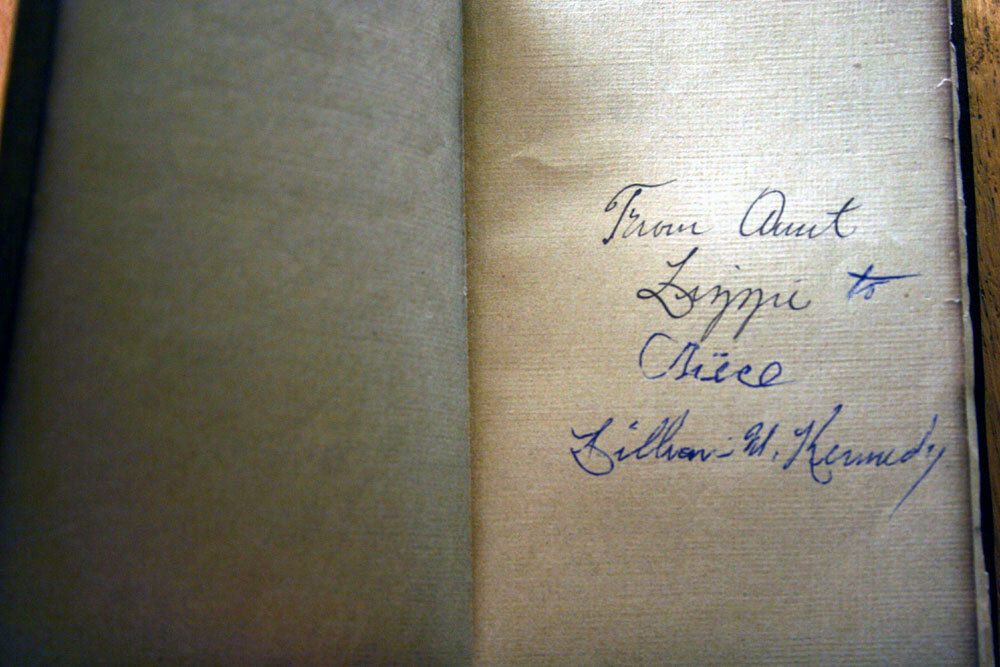 From Aunt
Lizzie to
Niece
Lillian M. Kennedy